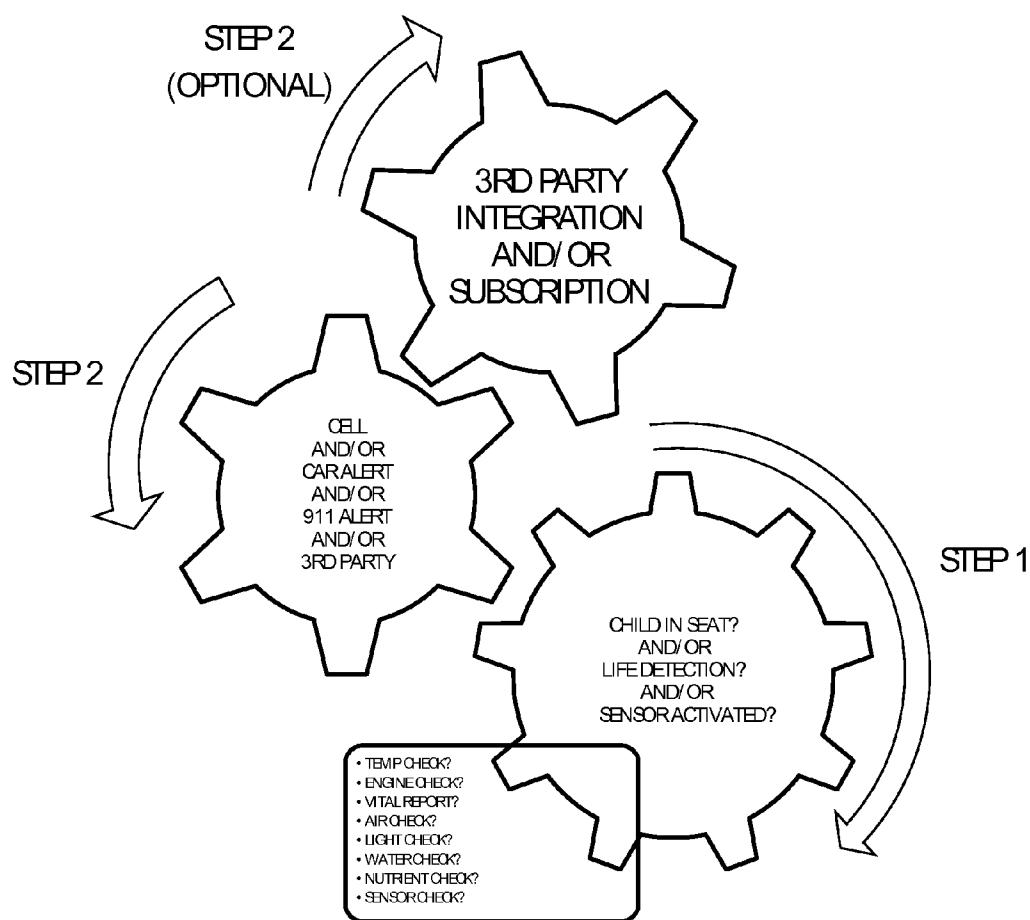 STEP 2
(OPTIONAL)
3RD PARTY
INTEGRATION
AND/OR
SUBSCRIPTION
STEP 2
CELL
AND/OR
CAR ALERT
AND/OR
911 ALERT
AND/OR
3RD PARTY
STEP 1
CHILD IN SEAT?
AND/OR
LIFE DETECTION?
AND/OR
SENSOR ACTIVATED?
• TEMP CHECK?
• ENGINE CHECK?
• VITAL REPORT?
• AIR CHECK?
• LIGHT CHECK?
• WATER CHECK?
• NUTRIENT CHECK?
• SENSOR CHECK?